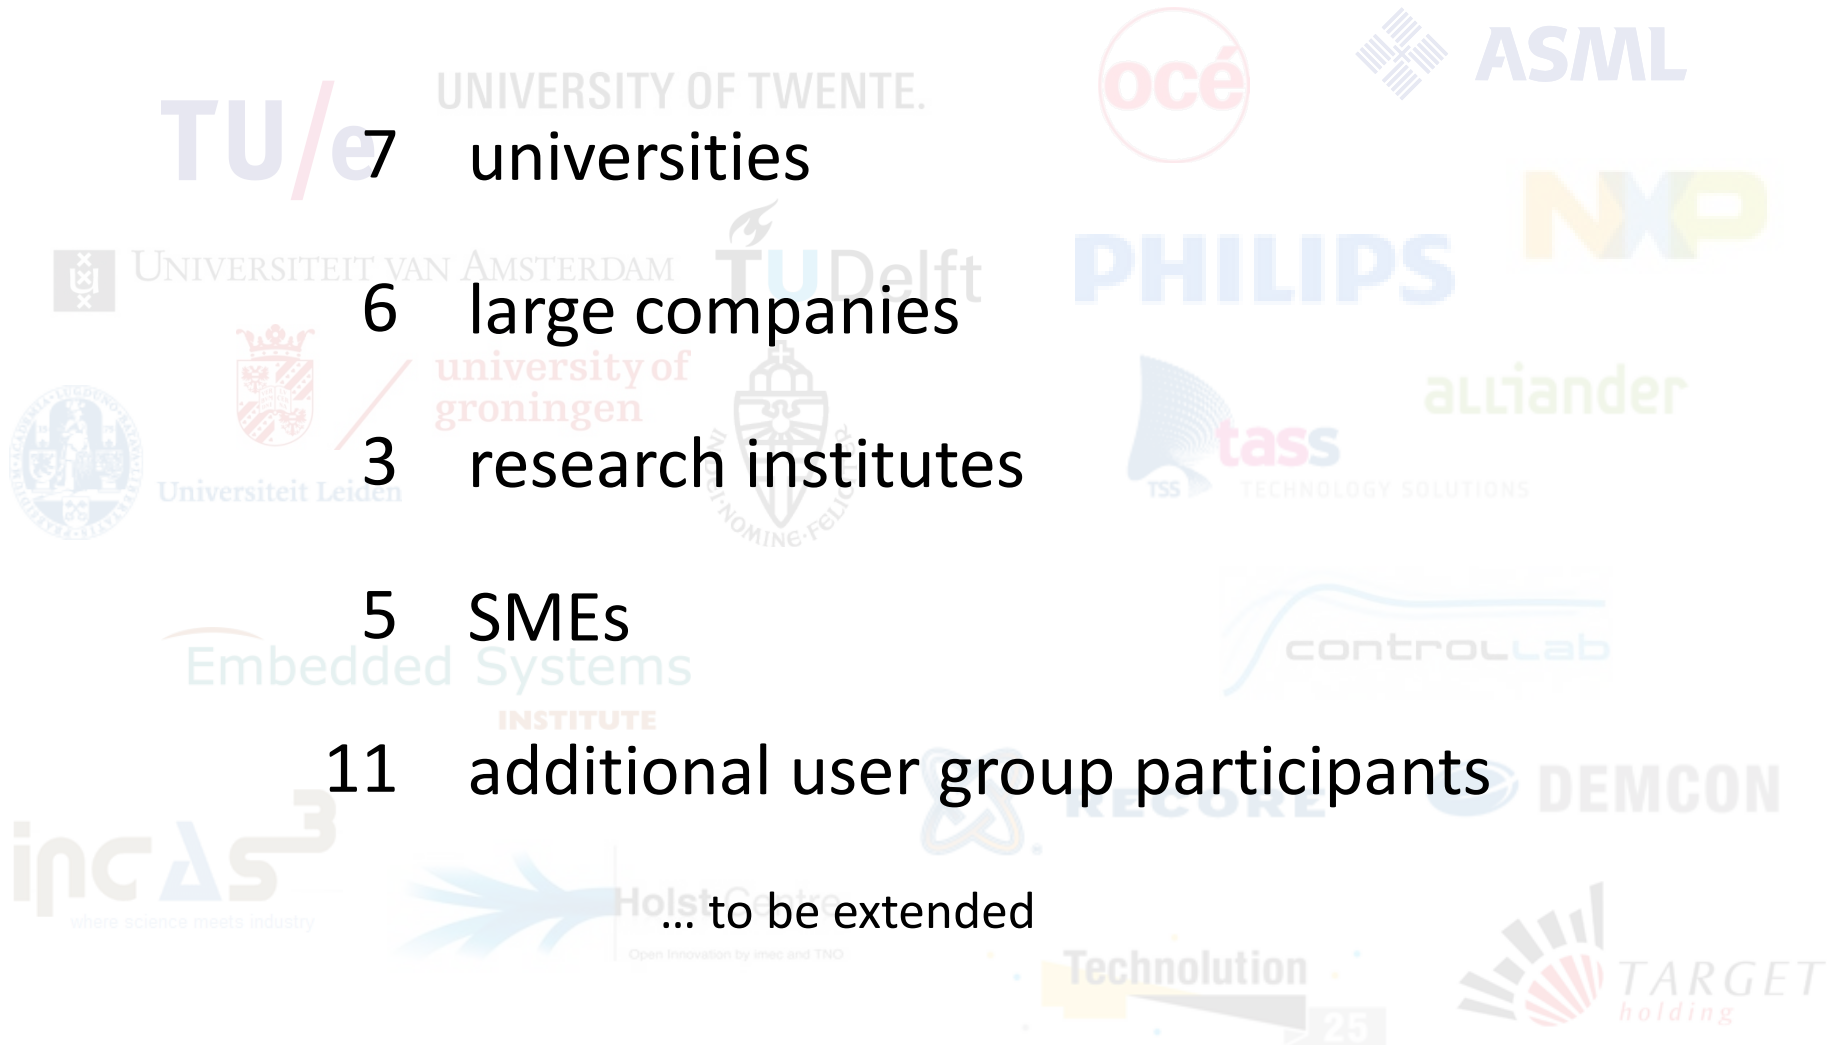 UNIVERSITY OF TWENTE.
océ
ASML
TU/e
7 universities
NXP
UNIVERSITEIT VAN AMSTERDAM
TUDelft
PHILIPS
6 large companies
university of
groningen
alliander
tass
3 research institutes
Universiteit Leiden
TSS TECHNOLOGY SOLUTIONS
INCI·NOMINE·FELICITER
5 SMEs
Embedded Systems
INSTITUTE
controllab
11 additional user group participants
RECORE
DEMCON
incas3
where science meets industry
Holst Centre
Open Innovation by imec and TNO
... to be extended
Technolution
25
TARGET
holding